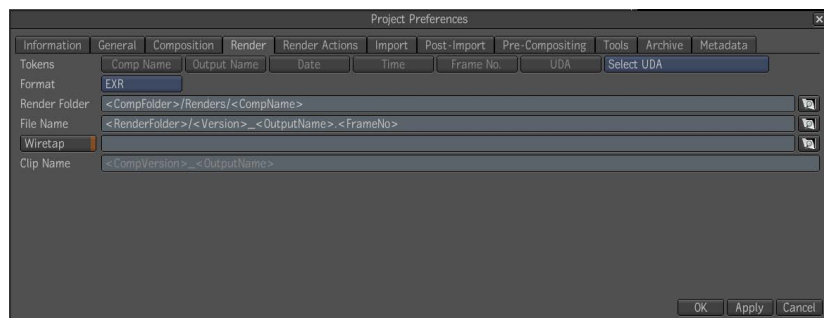 Project Preferences
Information General Composition Render Render Actions Import Post-Import Pre-Compositing Tools Archive Metadata
Tokens Comp Name Output Name Date Time Frame No. UDA Select UDA
Format EXR
Render Folder <CompFolder>/Renders/<CompName>
File Name <RenderFolder>/<Version>_<OutputName>.<FrameNo>
Wiretap
Clip Name <CompVersion>_<OutputName>
OK Apply Cancel